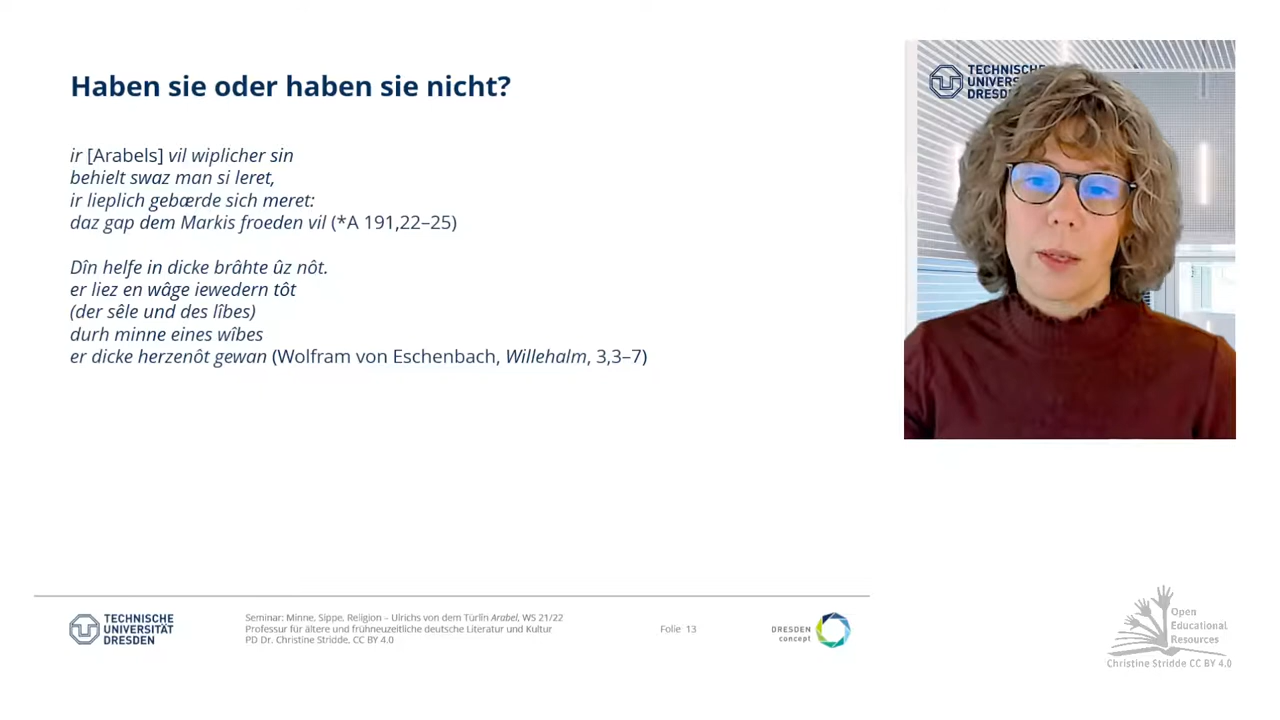 Haben sie oder haben sie nicht?
ir [Arabels] vil wiplicher sin
behielt swaz man si leret,
ir lieplich gebærde sich meret:
daz gap dem Markis froeden vil (*A 191,22–25)
Dîn helfe in dicke brâhte ûz nôt.
er liez en wâge iewedern tôt
(der sêle und des lîbes)
durh minne eines wîbes
er dicke herzenôt gewan (Wolfram von Eschenbach, Willehalm, 3,3–7)
TECHNISCHE
UNIVERS
DRESD
TECHNISCHE
UNIVERSITÄT
DRESDEN
Seminar: Minne, Sippe, Religion – Ulrichs von dem Türlîn Arabel, WS 21/22
Professur für ältere und frühneuzeitliche deutsche Literatur und Kultur
PD Dr. Christine Stridde, CC BY 4.0
Folie 13
DRESDEN
concept
Open
Educational
Resources
Christine Stridde CC BY 4.0